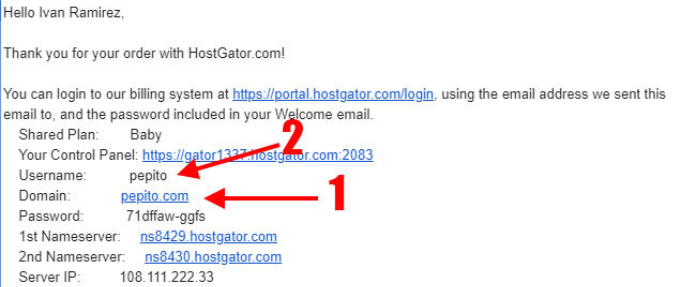 Hello Ivan Ramirez,
Thank you for your order with HostGator.com!
You can login to our billing system at https://portal.hostgator.com/login, using the email address we sent this
email to, and the password included in your Welcome email.
Shared Plan: Baby
2
Your Control Panel: https://gator1337.hostgator.com:2083
Username: pepito
Domain: pepito.com
1
Password: 71dffaw-ggfs
1st Nameserver: ns8429.hostgator.com
2nd Nameserver: ns8430.hostgator.com
Server IP: 108.111.222.33